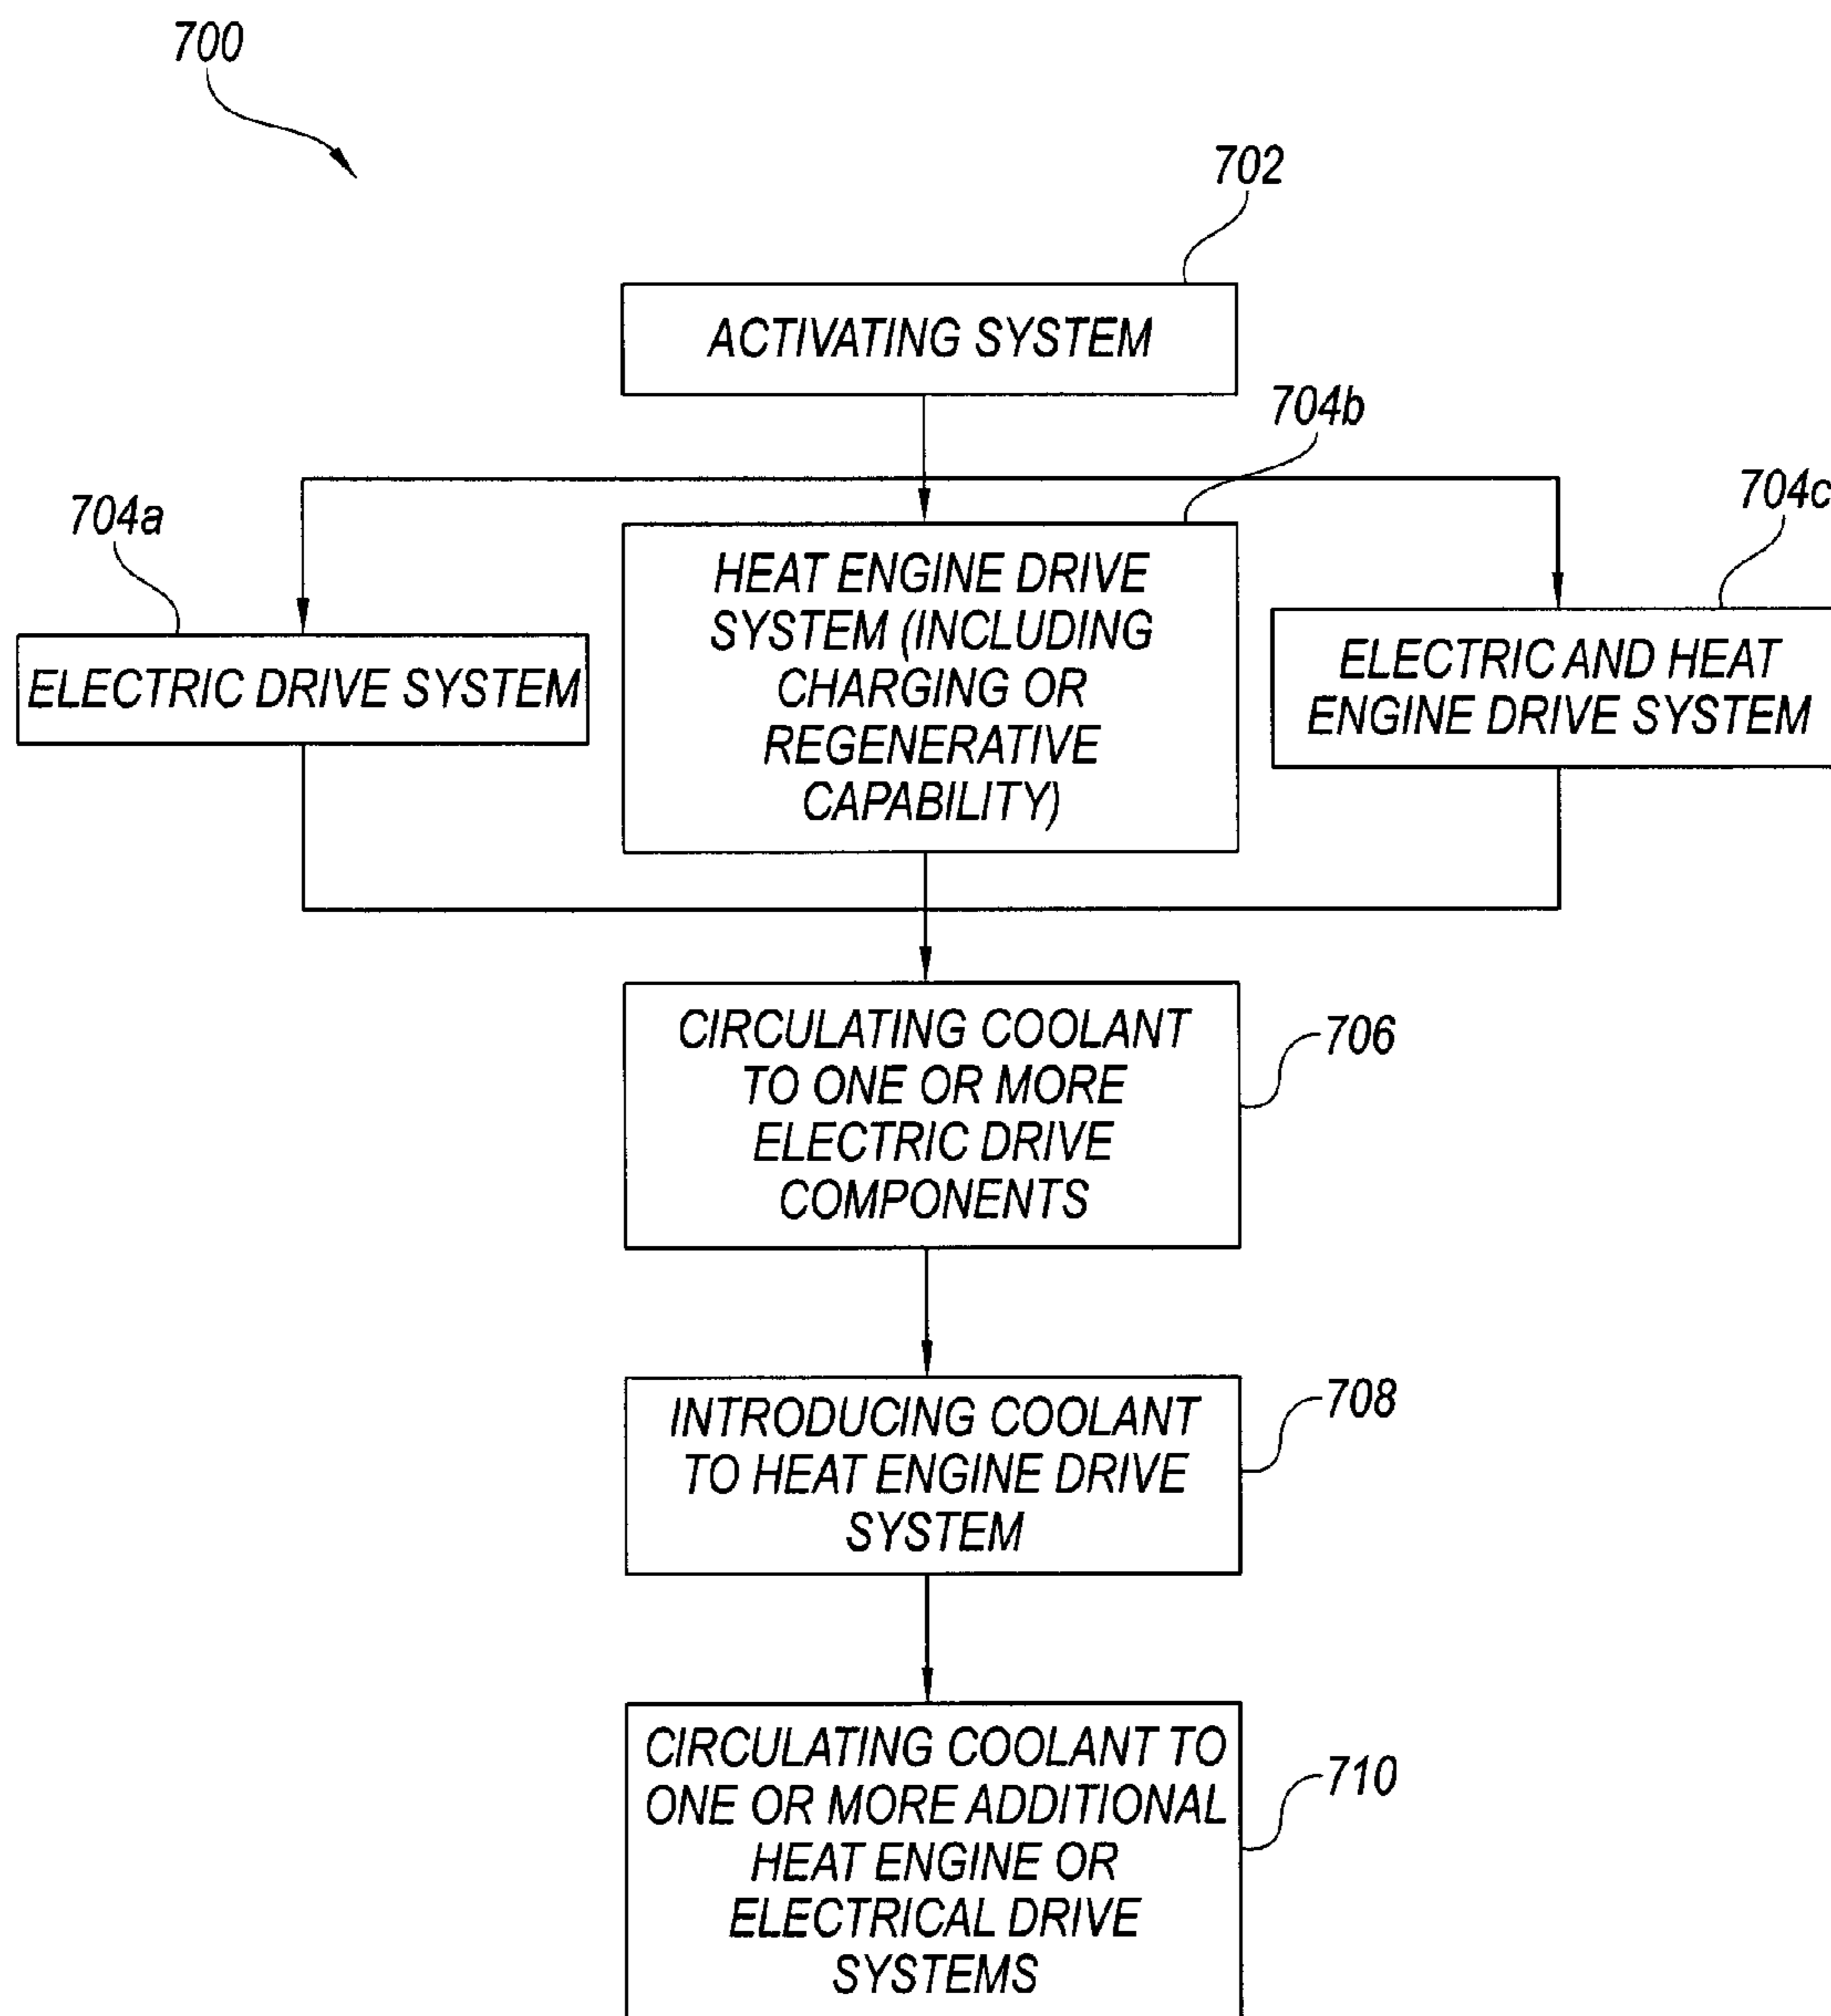 700
702
ACTIVATING SYSTEM
704b
704a
704c
HEAT ENGINE DRIVE
SYSTEM (INCLUDING
CHARGING OR
REGENERATIVE
CAPABILITY)
ELECTRIC DRIVE SYSTEM
ELECTRIC AND HEAT
ENGINE DRIVE SYSTEM
CIRCULATING COOLANT
TO ONE OR MORE
ELECTRIC DRIVE
COMPONENTS
706
INTRODUCING COOLANT
TO HEAT ENGINE DRIVE
SYSTEM
708
CIRCULATING COOLANT TO
ONE OR MORE ADDITIONAL
HEAT ENGINE OR
ELECTRICAL DRIVE
SYSTEMS
710